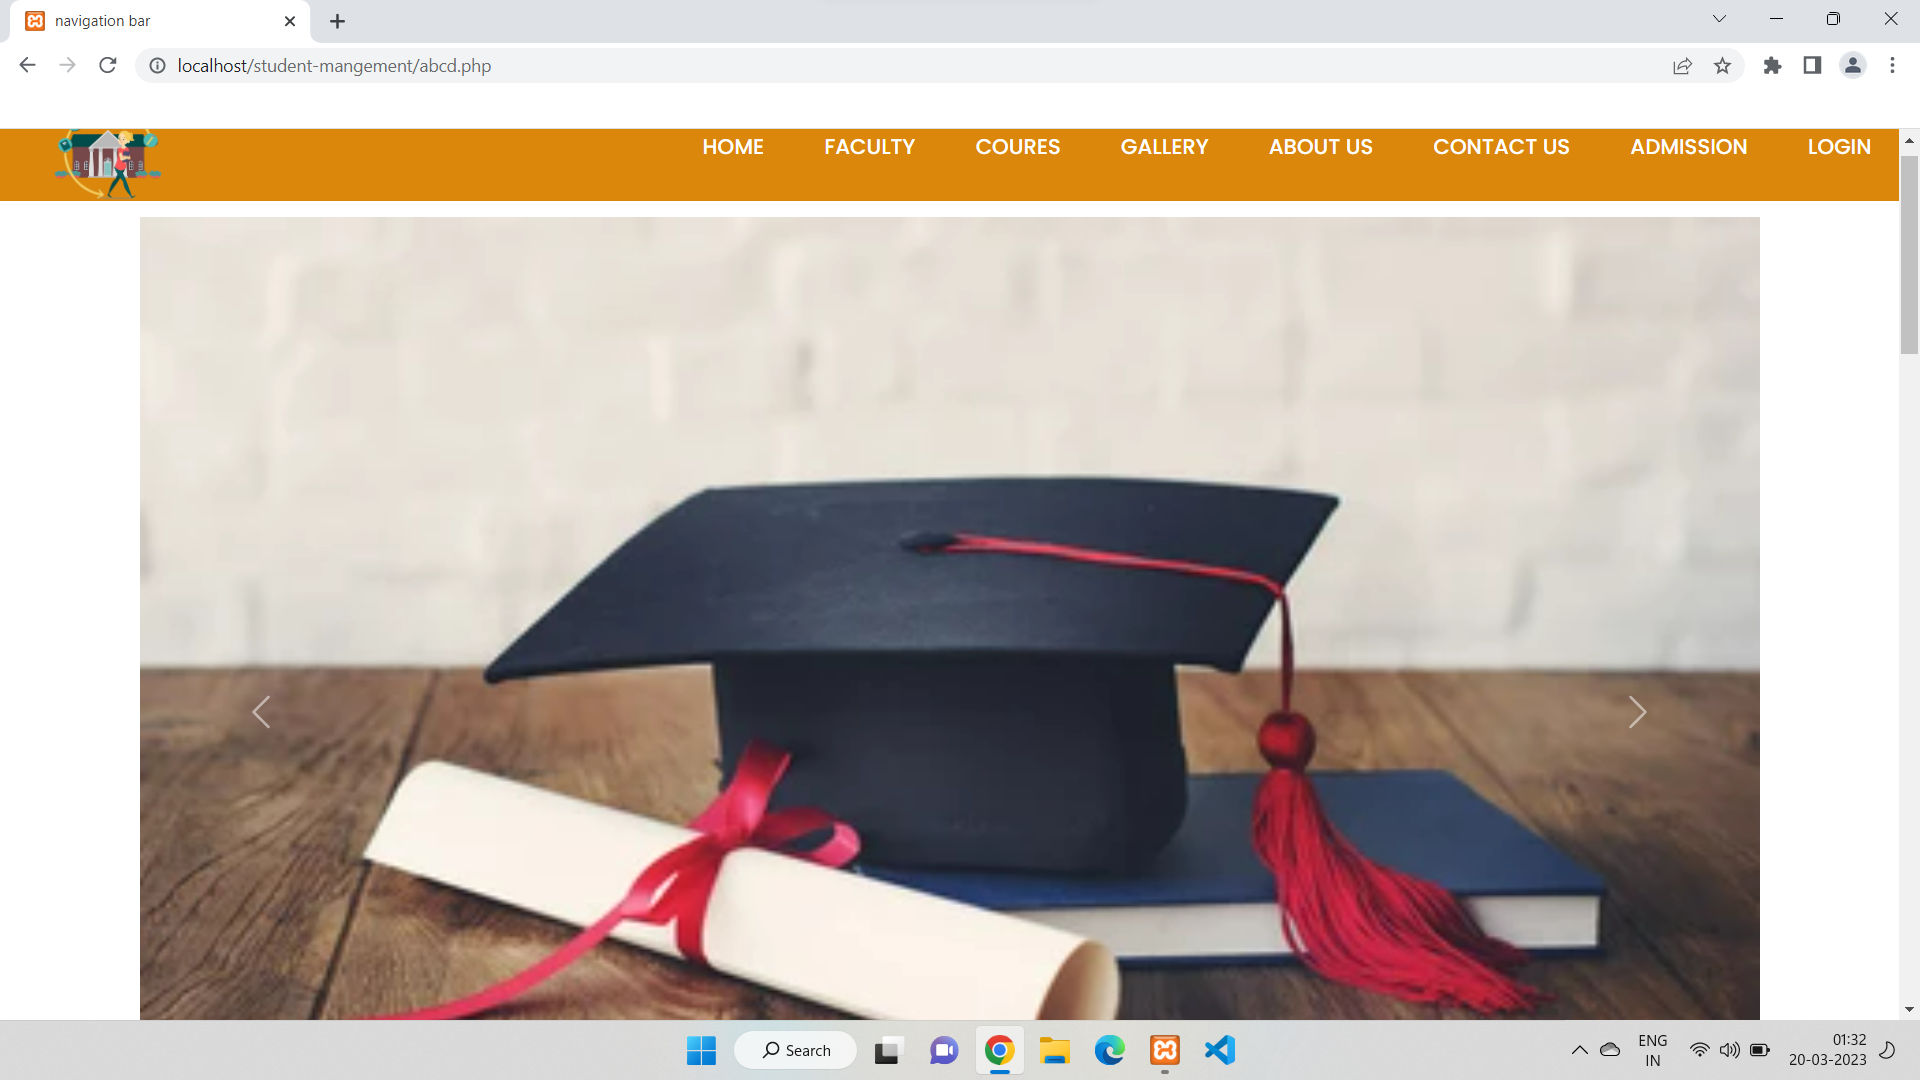 navigation bar
localhost/student-mangement/abcd.php
HOME FACULTY COURES GALLERY ABOUT US CONTACT US ADMISSION LOGIN
Search
ENG
IN
01:32
20-03-2023